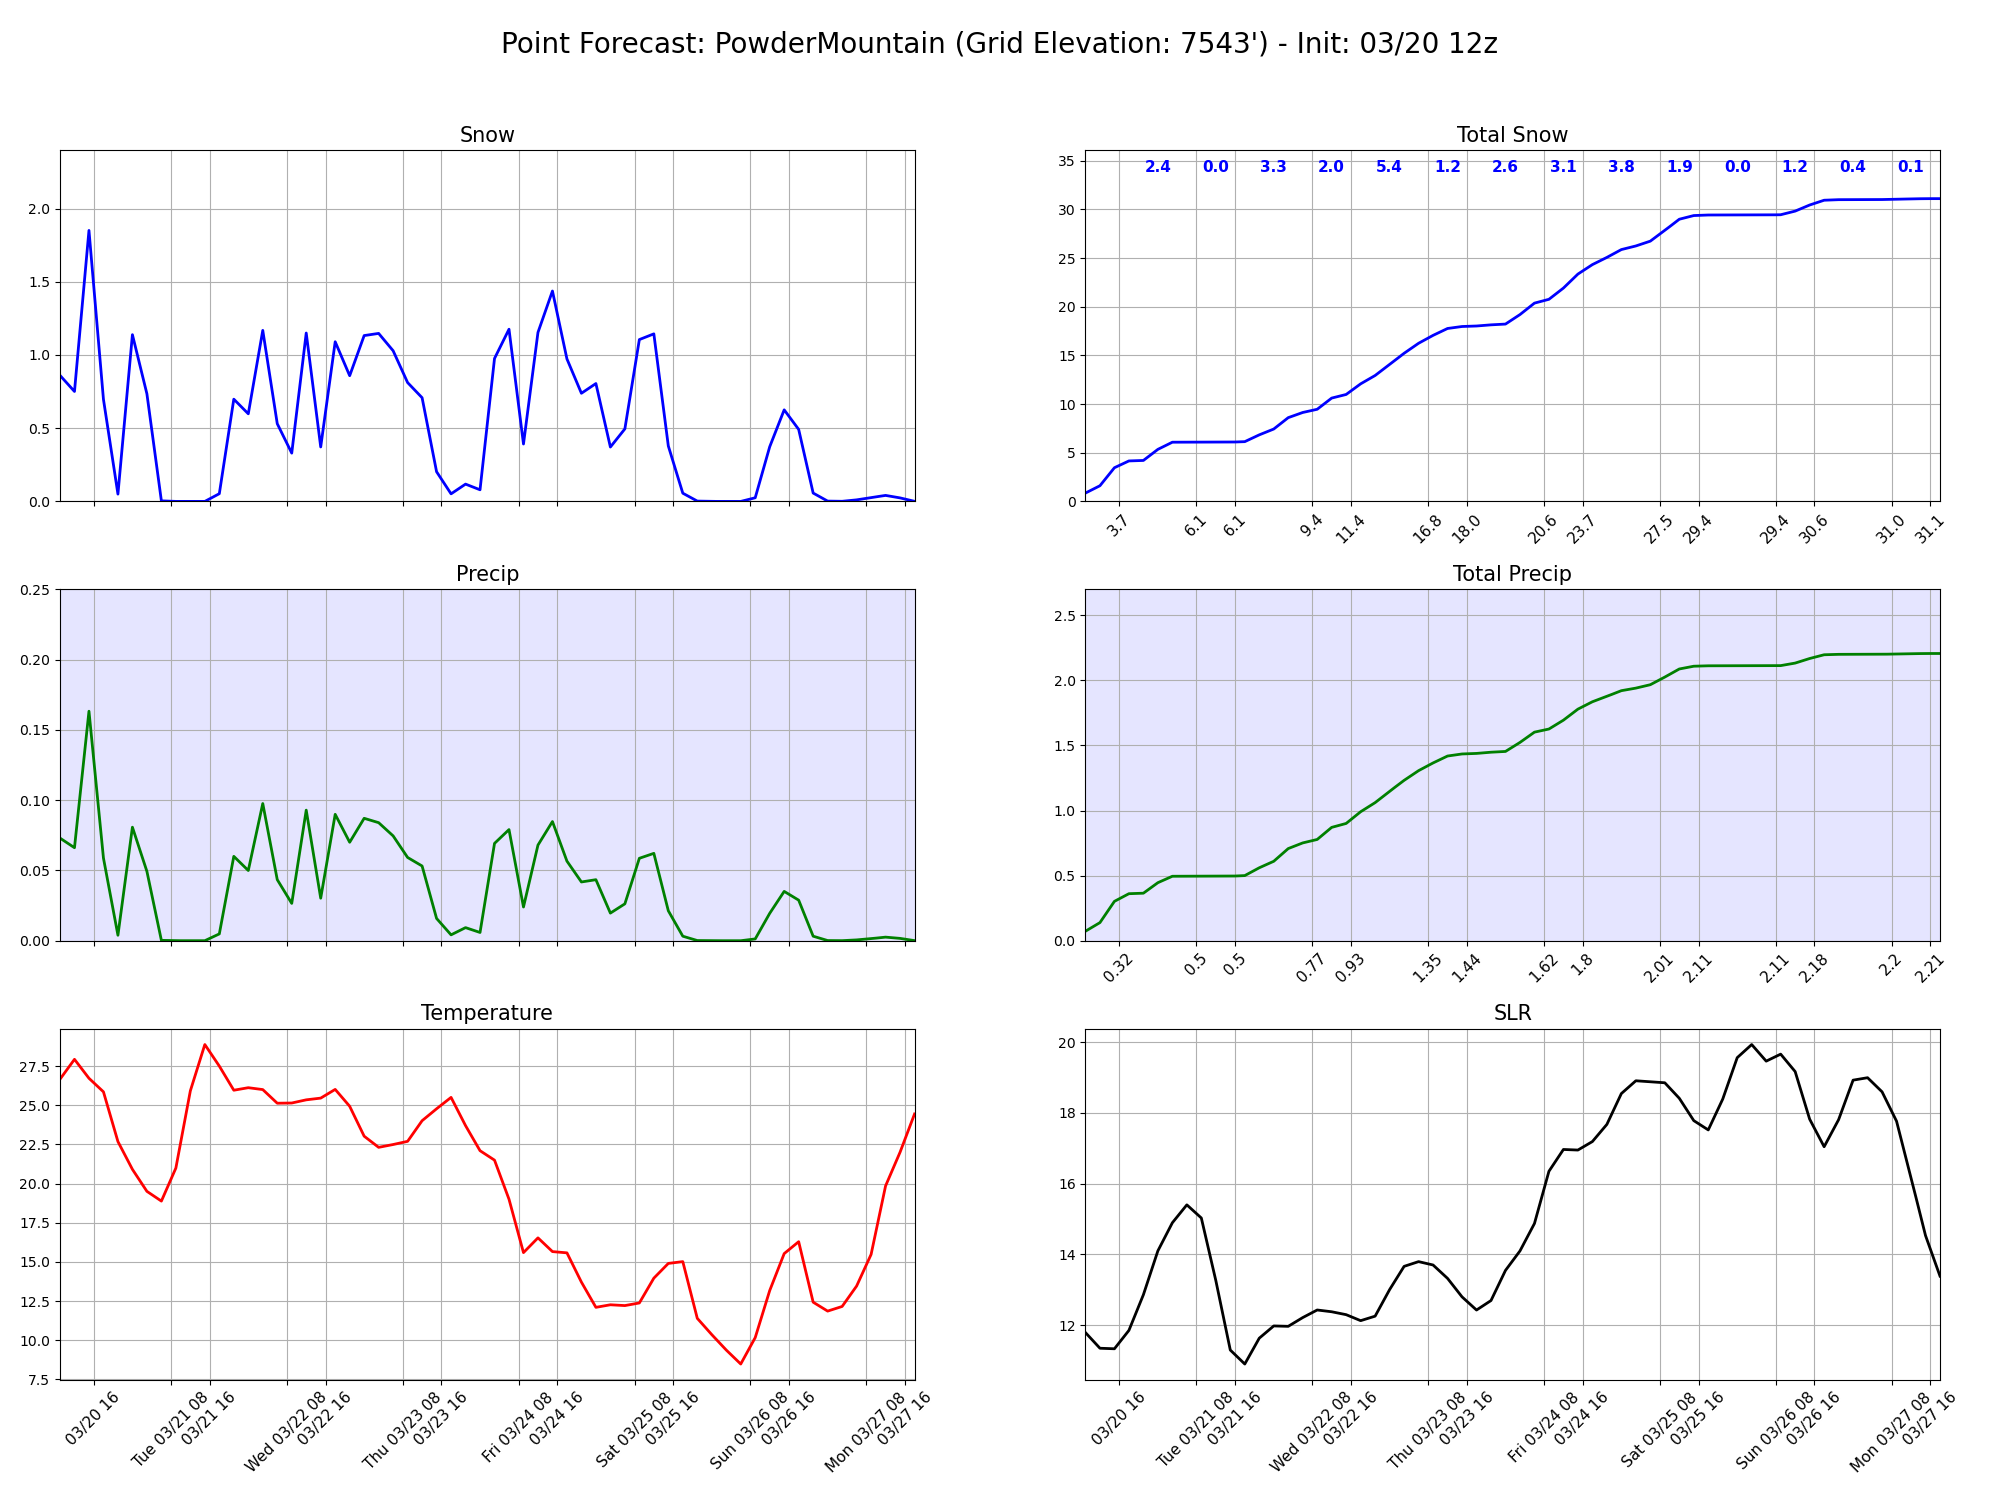 Point Forecast: PowderMountain (Grid Elevation: 7543') - Init: 03/20 12z
Snow
2.0
1.5
1.0
0.5
0.0
Total Snow
2.4 0.0 3.3 2.0 5.4 1.2 2.6 3.1 3.8 1.9 0.0 1.2 0.4 0.1
35
30
25
20
15
10
5
0
3.7 6.1 6.1 9.4 11.4 16.8 18.0 20.6 23.7 27.5 29.4 29.4 30.6 31.0 31.1
Precip
0.25
0.20
0.15
0.10
0.05
0.00
Total Precip
2.5
2.0
1.5
1.0
0.5
0.0
0.32 0.5 0.5 0.77 0.93 1.35 1.44 1.62 1.8 2.01 2.11 2.11 2.18 2.2 2.21
Temperature
27.5
25.0
22.5
20.0
17.5
15.0
12.5
10.0
7.5
03/20 16
Tue 03/21 08
03/21 16
Wed 03/22 08
03/22 16
Thu 03/23 08
03/23 16
Fri 03/24 08
03/24 16
Sat 03/25 08
03/25 16
Sun 03/26 08
03/26 16
Mon 03/27 08
03/27 16
SLR
20
18
16
14
12
03/20 16
Tue 03/21 08
03/21 16
Wed 03/22 08
03/22 16
Thu 03/23 08
03/23 16
Fri 03/24 08
03/24 16
Sat 03/25 08
03/25 16
Sun 03/26 08
03/26 16
Mon 03/27 08
03/27 16